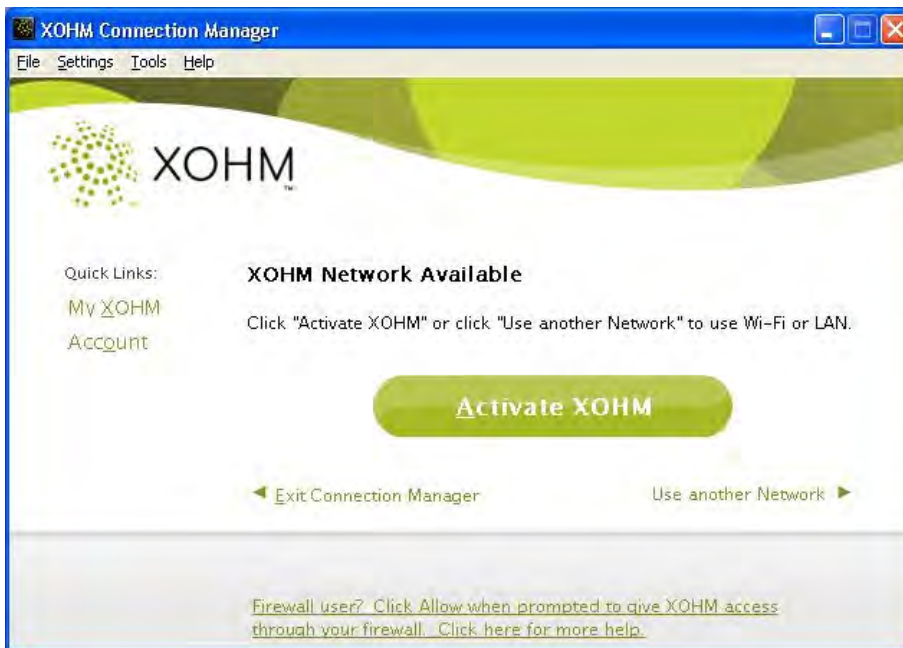 XOHM Connection Manager
File Settings Tools Help
XOHM™
Quick Links:
My XOHM
Account
XOHM Network Available
Click "Activate XOHM" or click "Use another Network" to use Wi-Fi or LAN.
Activate XOHM
Exit Connection Manager
Use another Network
Firewall user? Click Allow when prompted to give XOHM access
through your firewall. Click here for more help.